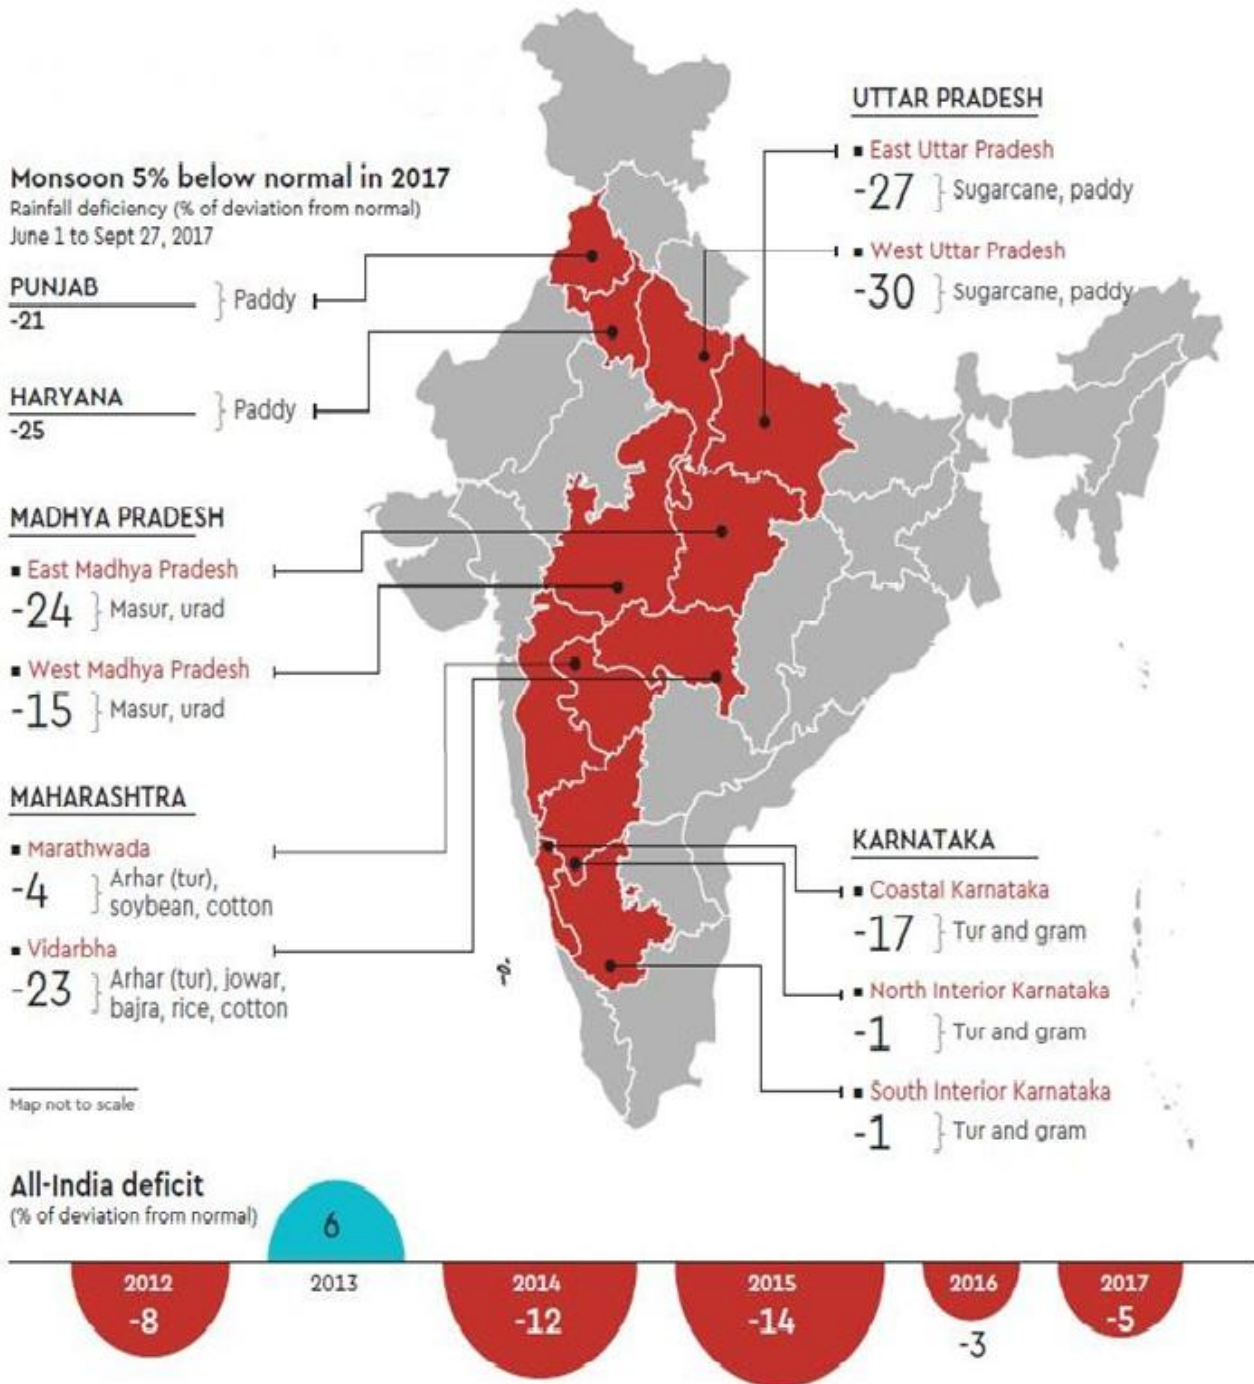 Monsoon 5% below normal in 2017
Rainfall deficiency (% of deviation from normal)
June 1 to Sept 27, 2017
PUNJAB
-21
Paddy
HARYANA
-25
Paddy
MADHYA PRADESH
East Madhya Pradesh
-24
Masur, urad
West Madhya Pradesh
-15
Masur, urad
MAHARASHTRA
Marathwada
-4
Arhar (tur),
soybean, cotton
Vidarbha
-23
Arhar (tur), jowar,
bajra, rice, cotton
Map not to scale
UTTAR PRADESH
East Uttar Pradesh
-27
Sugarcane, paddy
West Uttar Pradesh
-30
Sugarcane, paddy
KARNATAKA
Coastal Karnataka
-17
Tur and gram
North Interior Karnataka
-1
Tur and gram
South Interior Karnataka
-1
Tur and gram
All-India deficit
(% of deviation from normal)
6
2012
2013
2014
2015
2016
2017
-8
-12
-14
-3
-5